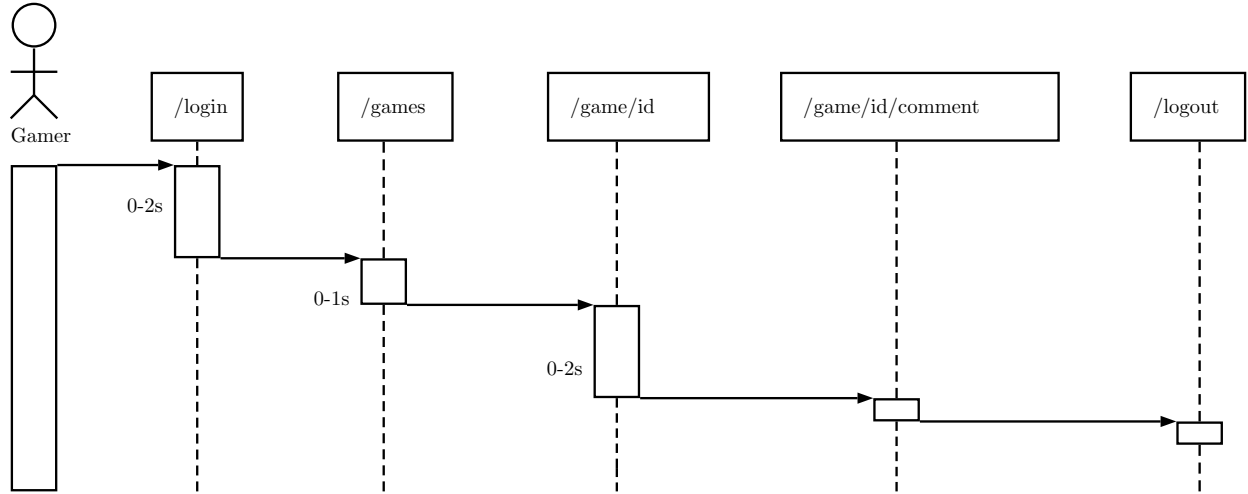 Gamer
/login
/games
/game/id
/game/id/comment
/logout
0-2s
0-1s
0-2s